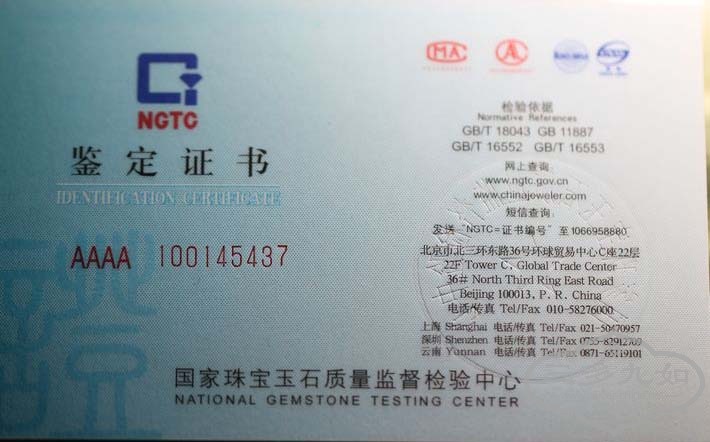 NGTC
鉴定证书
IDENTIFICATION CERTIFICATE
AAAA 100145437
MA
检验依据
Normative References
GB/T 18043 GB 11887
GB/T 16552 GB/T 16553
网上查询:
www.ngtc.gov.cn
www.chinajeweler.com
短信查询:
发送“NGTC=证书编号”至1066958880
北京市北三环东路36号环球贸易中心C座22层
22F Tower C, Global Trade Center
36# North Third Ring East Road
Beijing 100013, P. R. China
电话/传真 Tel/Fax 010-58276000
上海 Shanghai 电话/传真 Tel/Fax 021-50470957
深圳 Shenzhen 电话/传真 Tel/Fax 0755-82912709
云南 Yunnan 电话/传真 Tel/Fax 0871-65119101
国家珠宝玉石质量监督检验中心
NATIONAL GEMSTONE TESTING CENTER